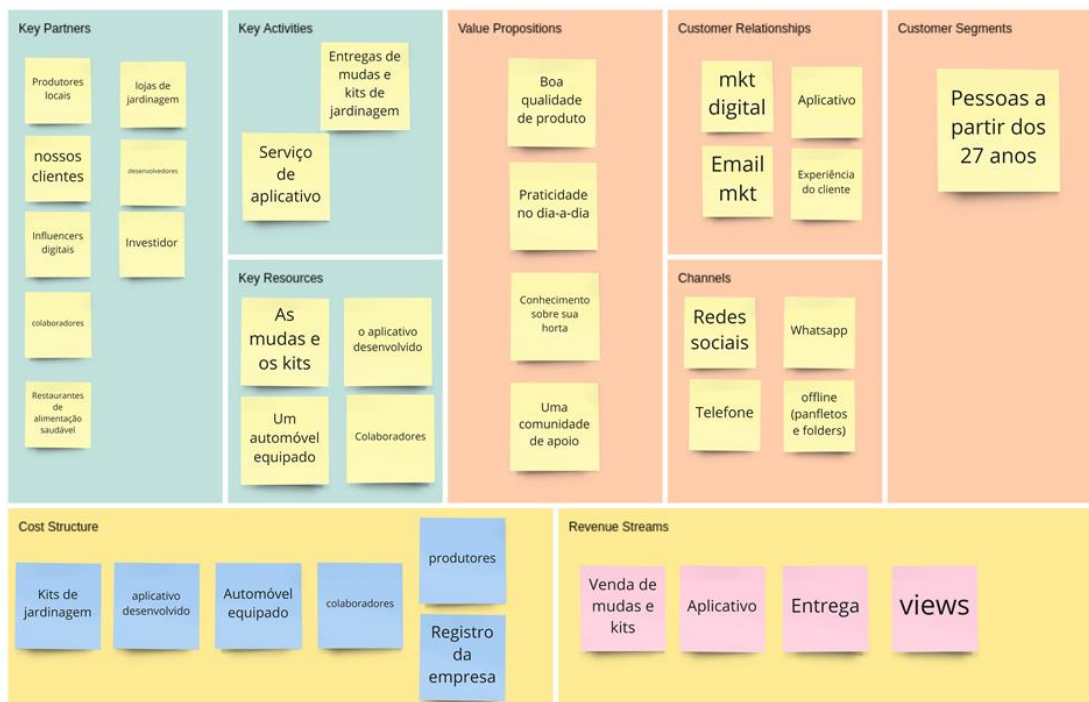 Key Partners
Produtores
locais
lojas de
jardinagem
nossos
clientes
desenvolvedores
Influencers
digitais
Investidor
colaboradores
Restaurantes
de
alimentação
saudável
Key Activities
Entregas de
mudas e
kits de
jardinagem
Serviço
de
aplicativo
Key Resources
As
mudas e
os kits
o aplicativo
desenvolvido
Um
automóvel
equipado
Colaboradores
Value Propositions
Boa
qualidade
de produto
Praticidade
no dia-a-dia
Conhecimento
sobre sua
horta
Uma
comunidade
de apoio
Customer Relationships
mkt
digital
Aplicativo
Email
mkt
Experiência
do cliente
Channels
Redes
sociais
Whatsapp
Telefone
offline
(panfletos
e folders)
Customer Segments
Pessoas a
partir dos
27 anos
Cost Structure
Kits de
jardinagem
aplicativo
desenvolvido
Automóvel
equipado
colaboradores
produtores
Registro
da
empresa
Revenue Streams
Venda de
mudas e
kits
Aplicativo
Entrega
views